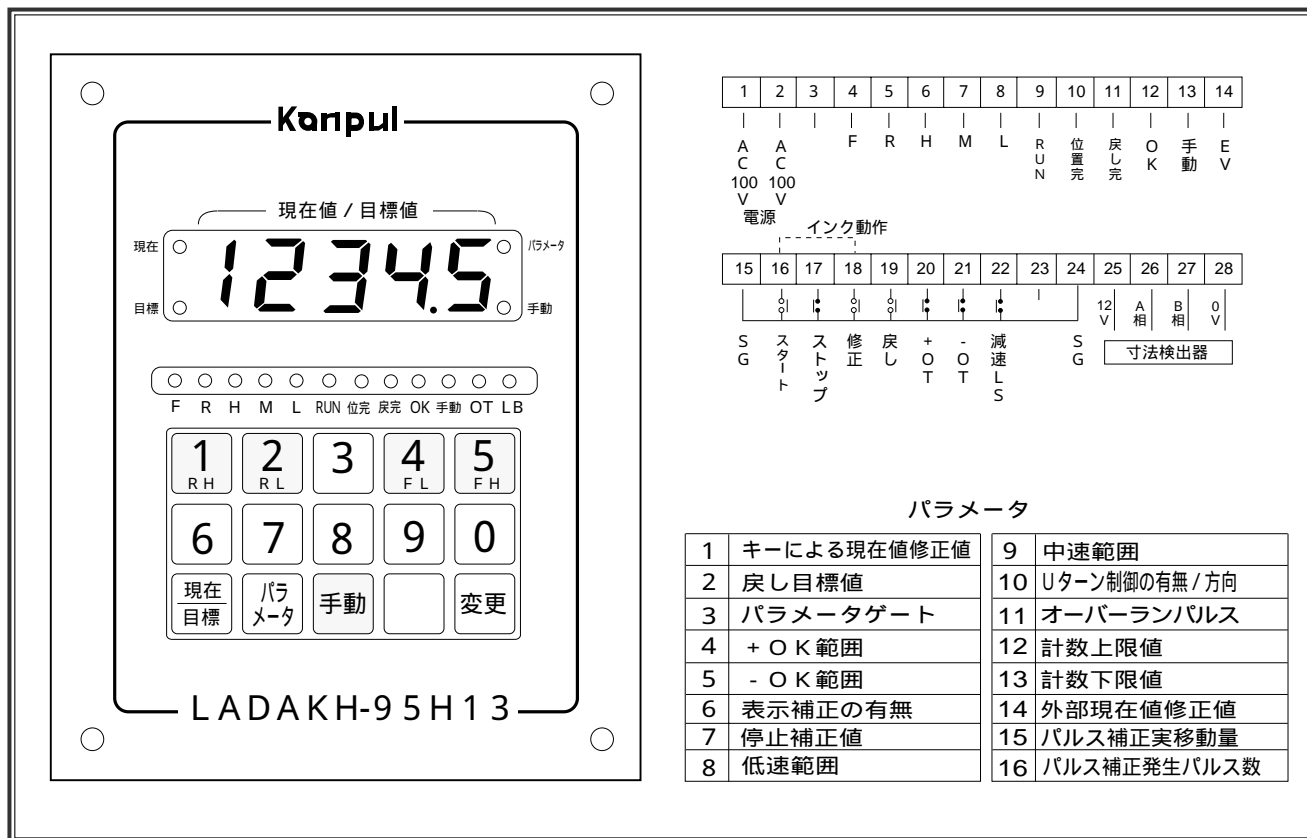 Kanpul
現在値 / 目標値
現在
パラメータ
1234.5
目標
手動
F R H M L RUN 位完 戻完 OK 手動 OT LB
1 2 3 4 5
RH RL FL FH
6 7 8 9 0
現在 パラ 手動 変更
目標 メータ
LADAKH-95H13
1 2 3 4 5 6 7 8 9 10 11 12 13 14
AC100V AC100V F R H M L RUN 位置完 戻し完 OK 手動 EV
電源
インク動作
15 16 17 18 19 20 21 22 23 24 25 26 27 28
12V A相 B相 0V
SG スタート ストップ 修正 戻し +OT -OT 減速LS SG
寸法検出器
パラメータ
1 キーによる現在値修正値
2 戻し目標値
3 パラメータゲート
4 +OK範囲
5 -OK範囲
6 表示補正の有無
7 停止補正値
8 低速範囲
9 中速範囲
10 Uターン制御の有無/方向
11 オーバーランパルス
12 計数上限値
13 計数下限値
14 外部現在値修正値
15 パルス補正実移動量
16 パルス補正発生パルス数